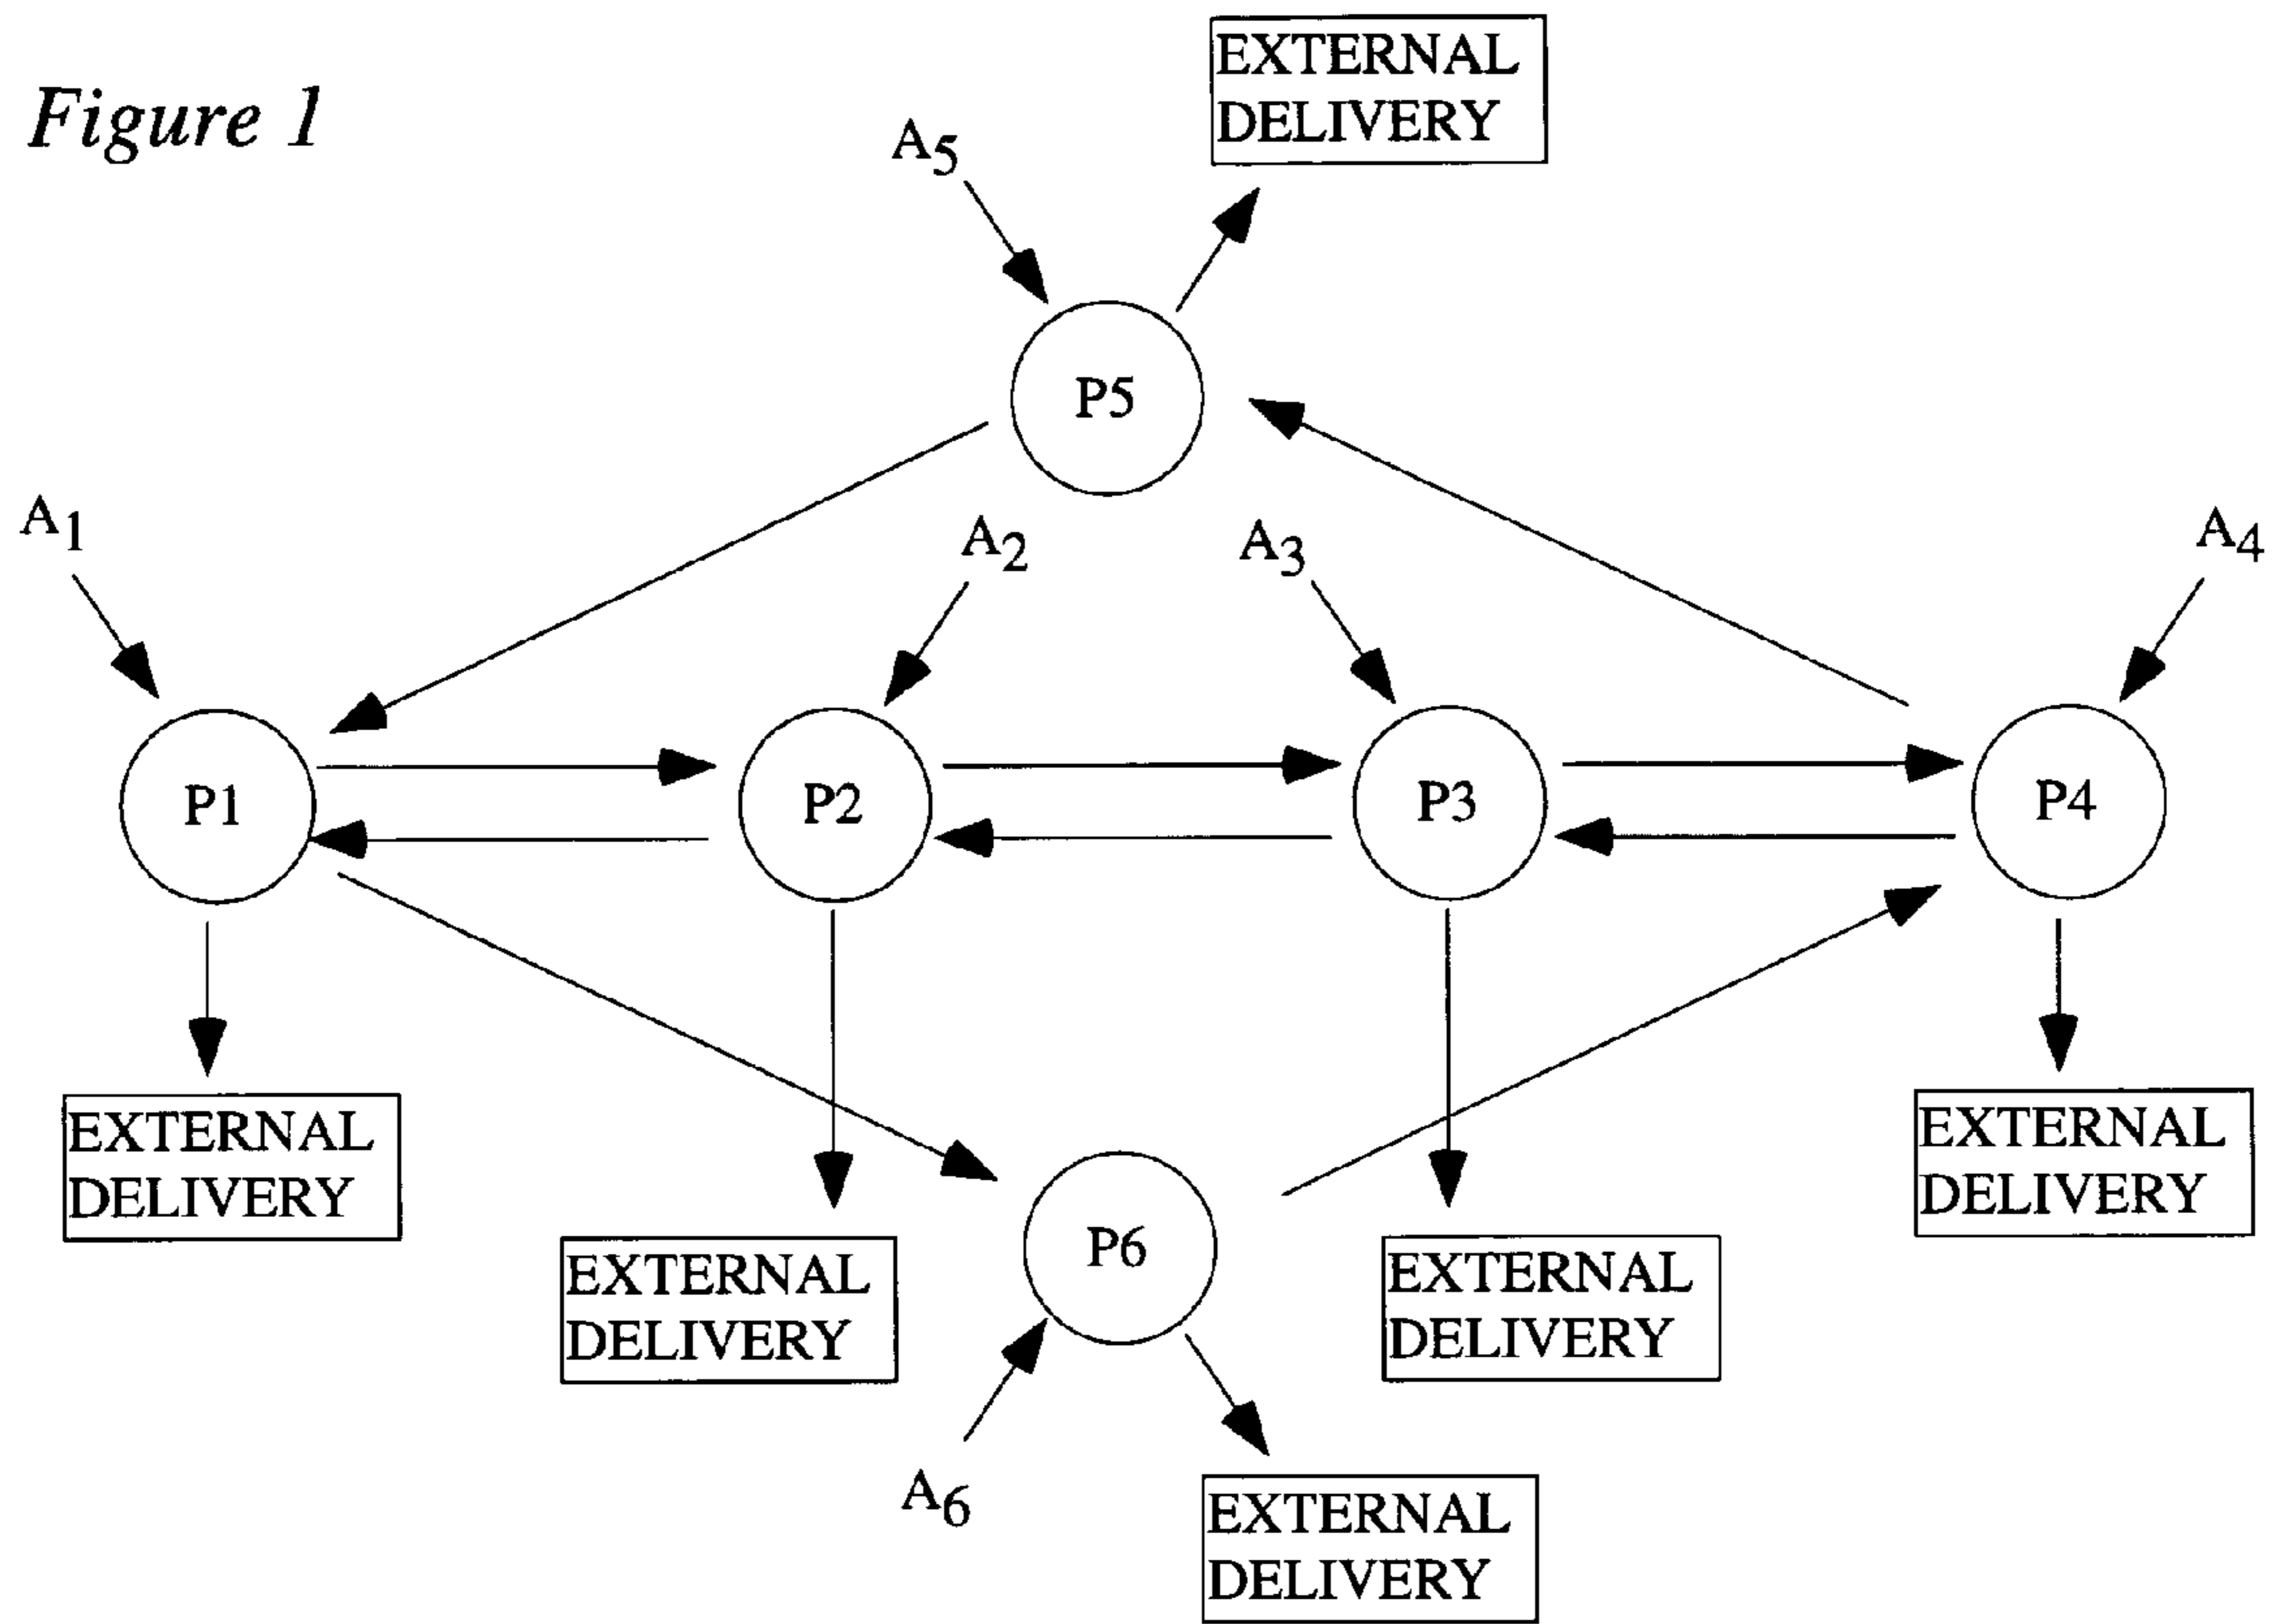 EXTERNAL
DELIVERY
Figure 1
A5
P5
A1
A2
A3
A4
P1
P2
P3
P4
EXTERNAL
DELIVERY
EXTERNAL
DELIVERY
EXTERNAL
DELIVERY
P6
EXTERNAL
DELIVERY
A6
EXTERNAL
DELIVERY